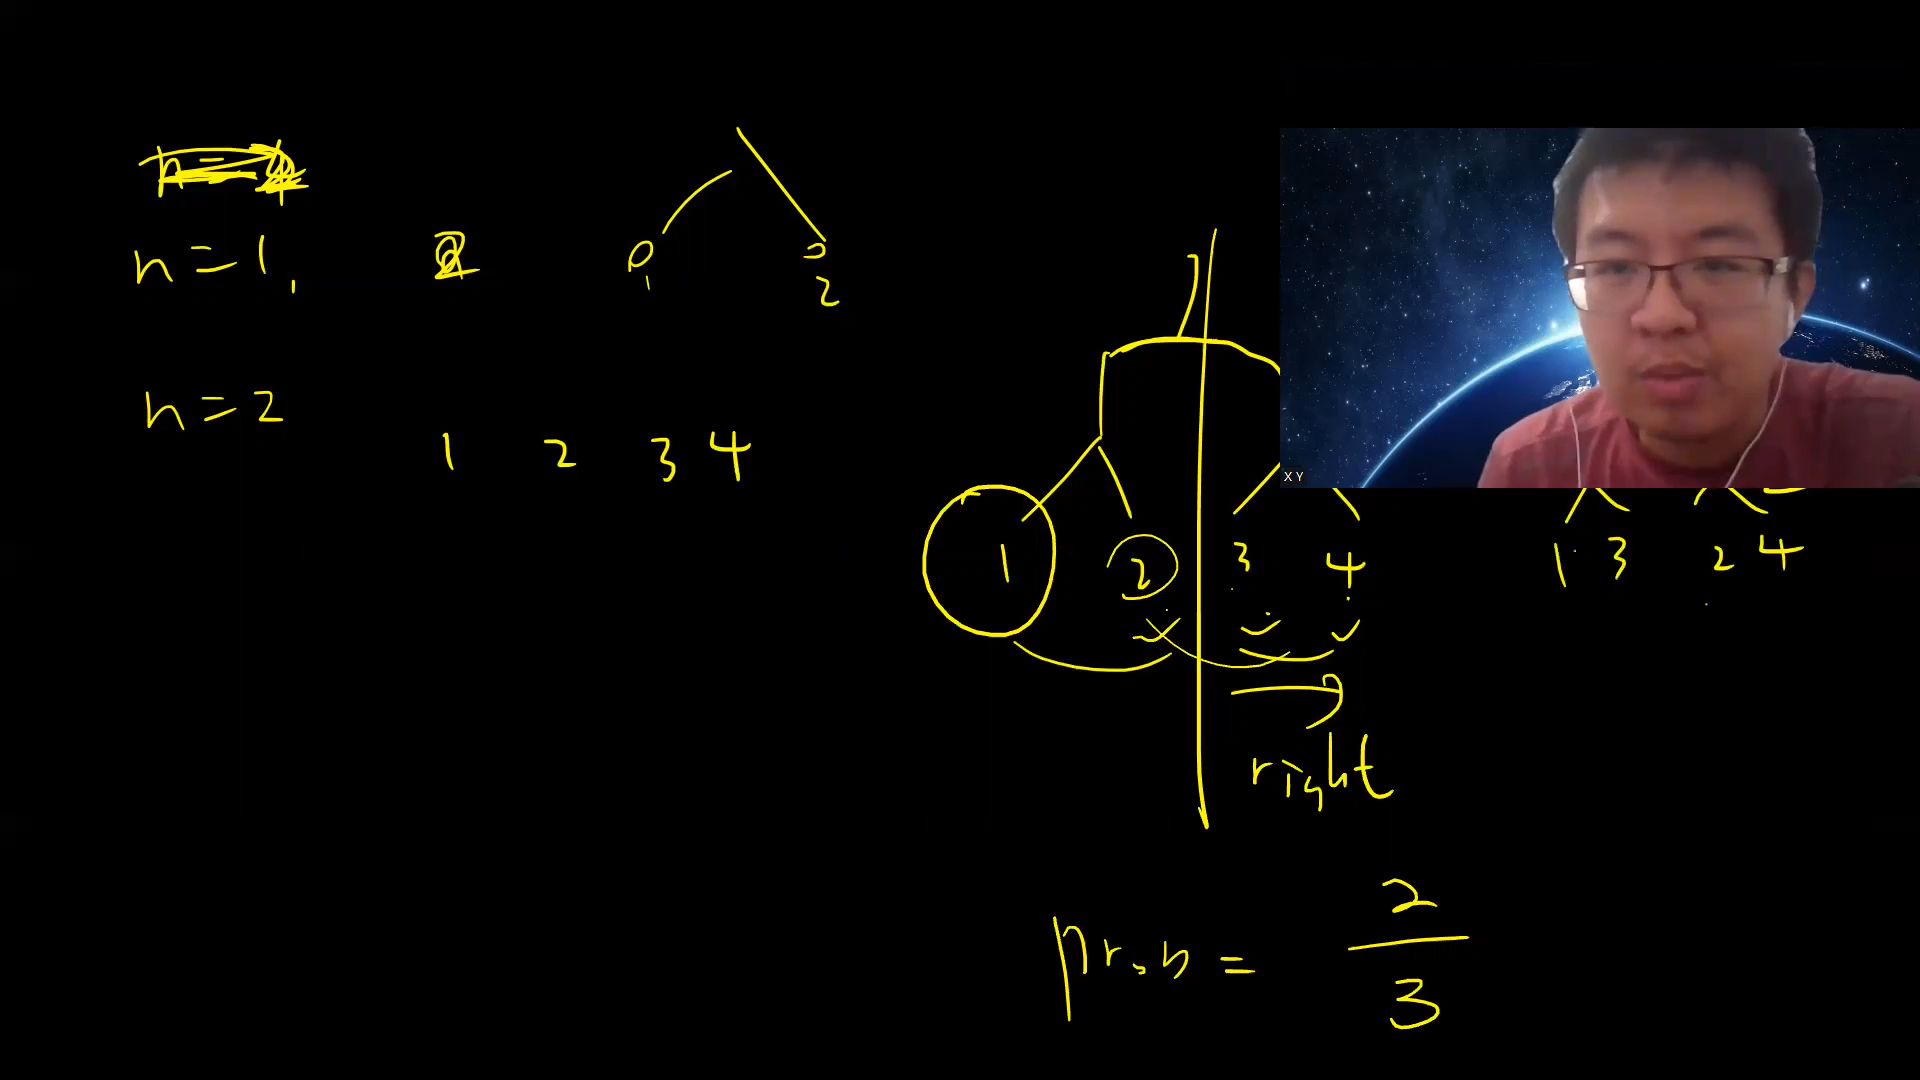 n = 1,
1 2
n = 2
1 2 3 4
1 2 3 4
1 3 2 4
right
prob = 2/3
X Y